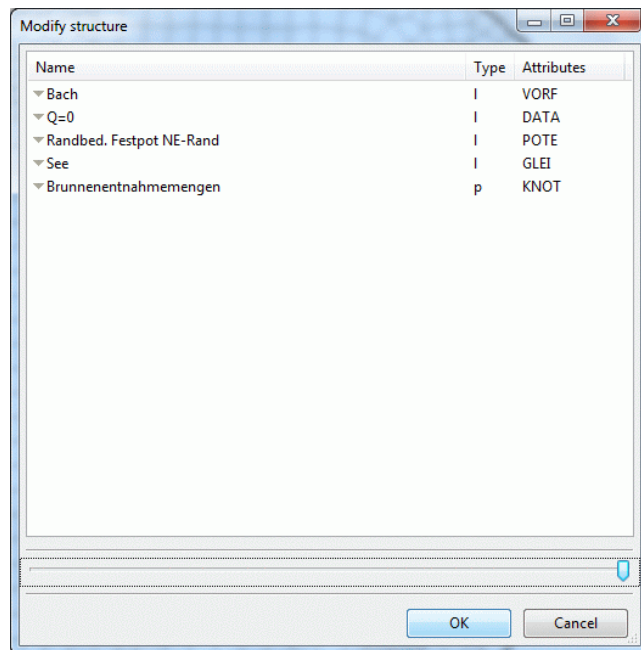 Modify structure
Name Type Attributes
Bach l VORF
Q=0 l DATA
Randbed. Festpot NE-Rand l POTE
See l GLEI
Brunnenentnahmemengen p KNOT
OK Cancel